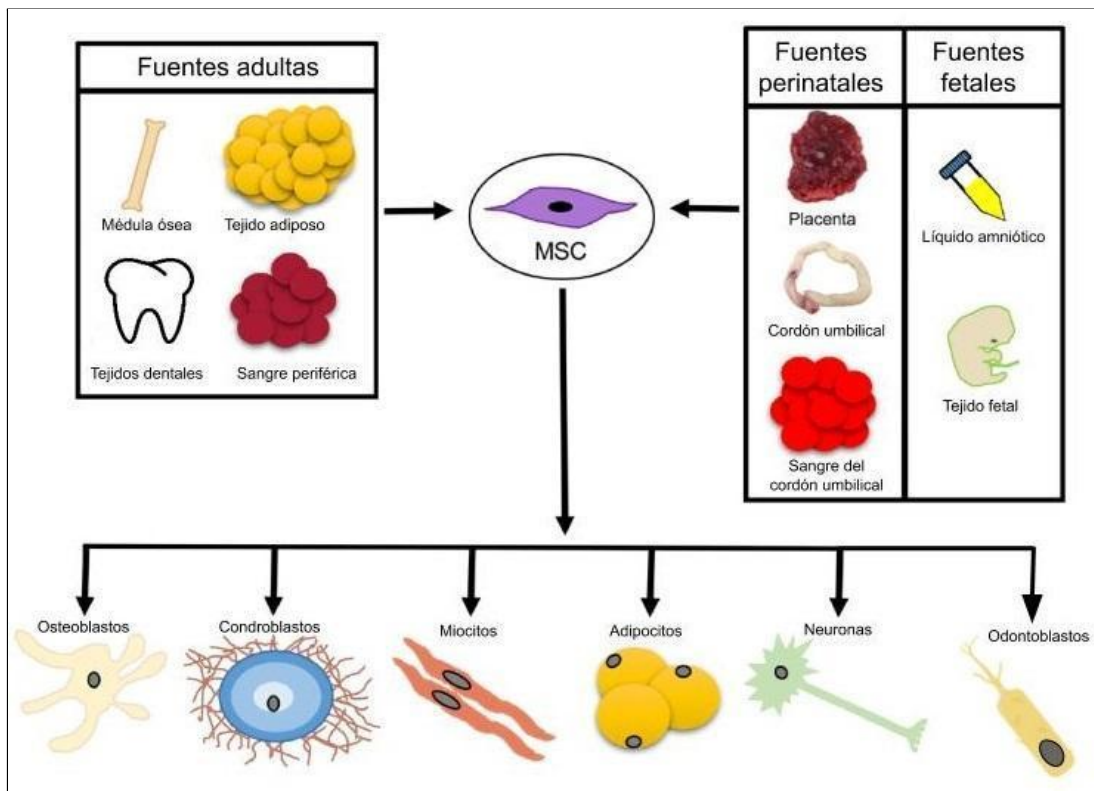 Fuentes adultas
Médula ósea
Tejido adiposo
Tejidos dentales
Sangre periférica
MSC
Fuentes
perinatales
Placenta
Cordón umbilical
Sangre del
cordón umbilical
Fuentes
fetales
Líquido amniótico
Tejido fetal
Osteoblastos
Condroblastos
Miocitos
Adipocitos
Neuronas
Odontoblastos